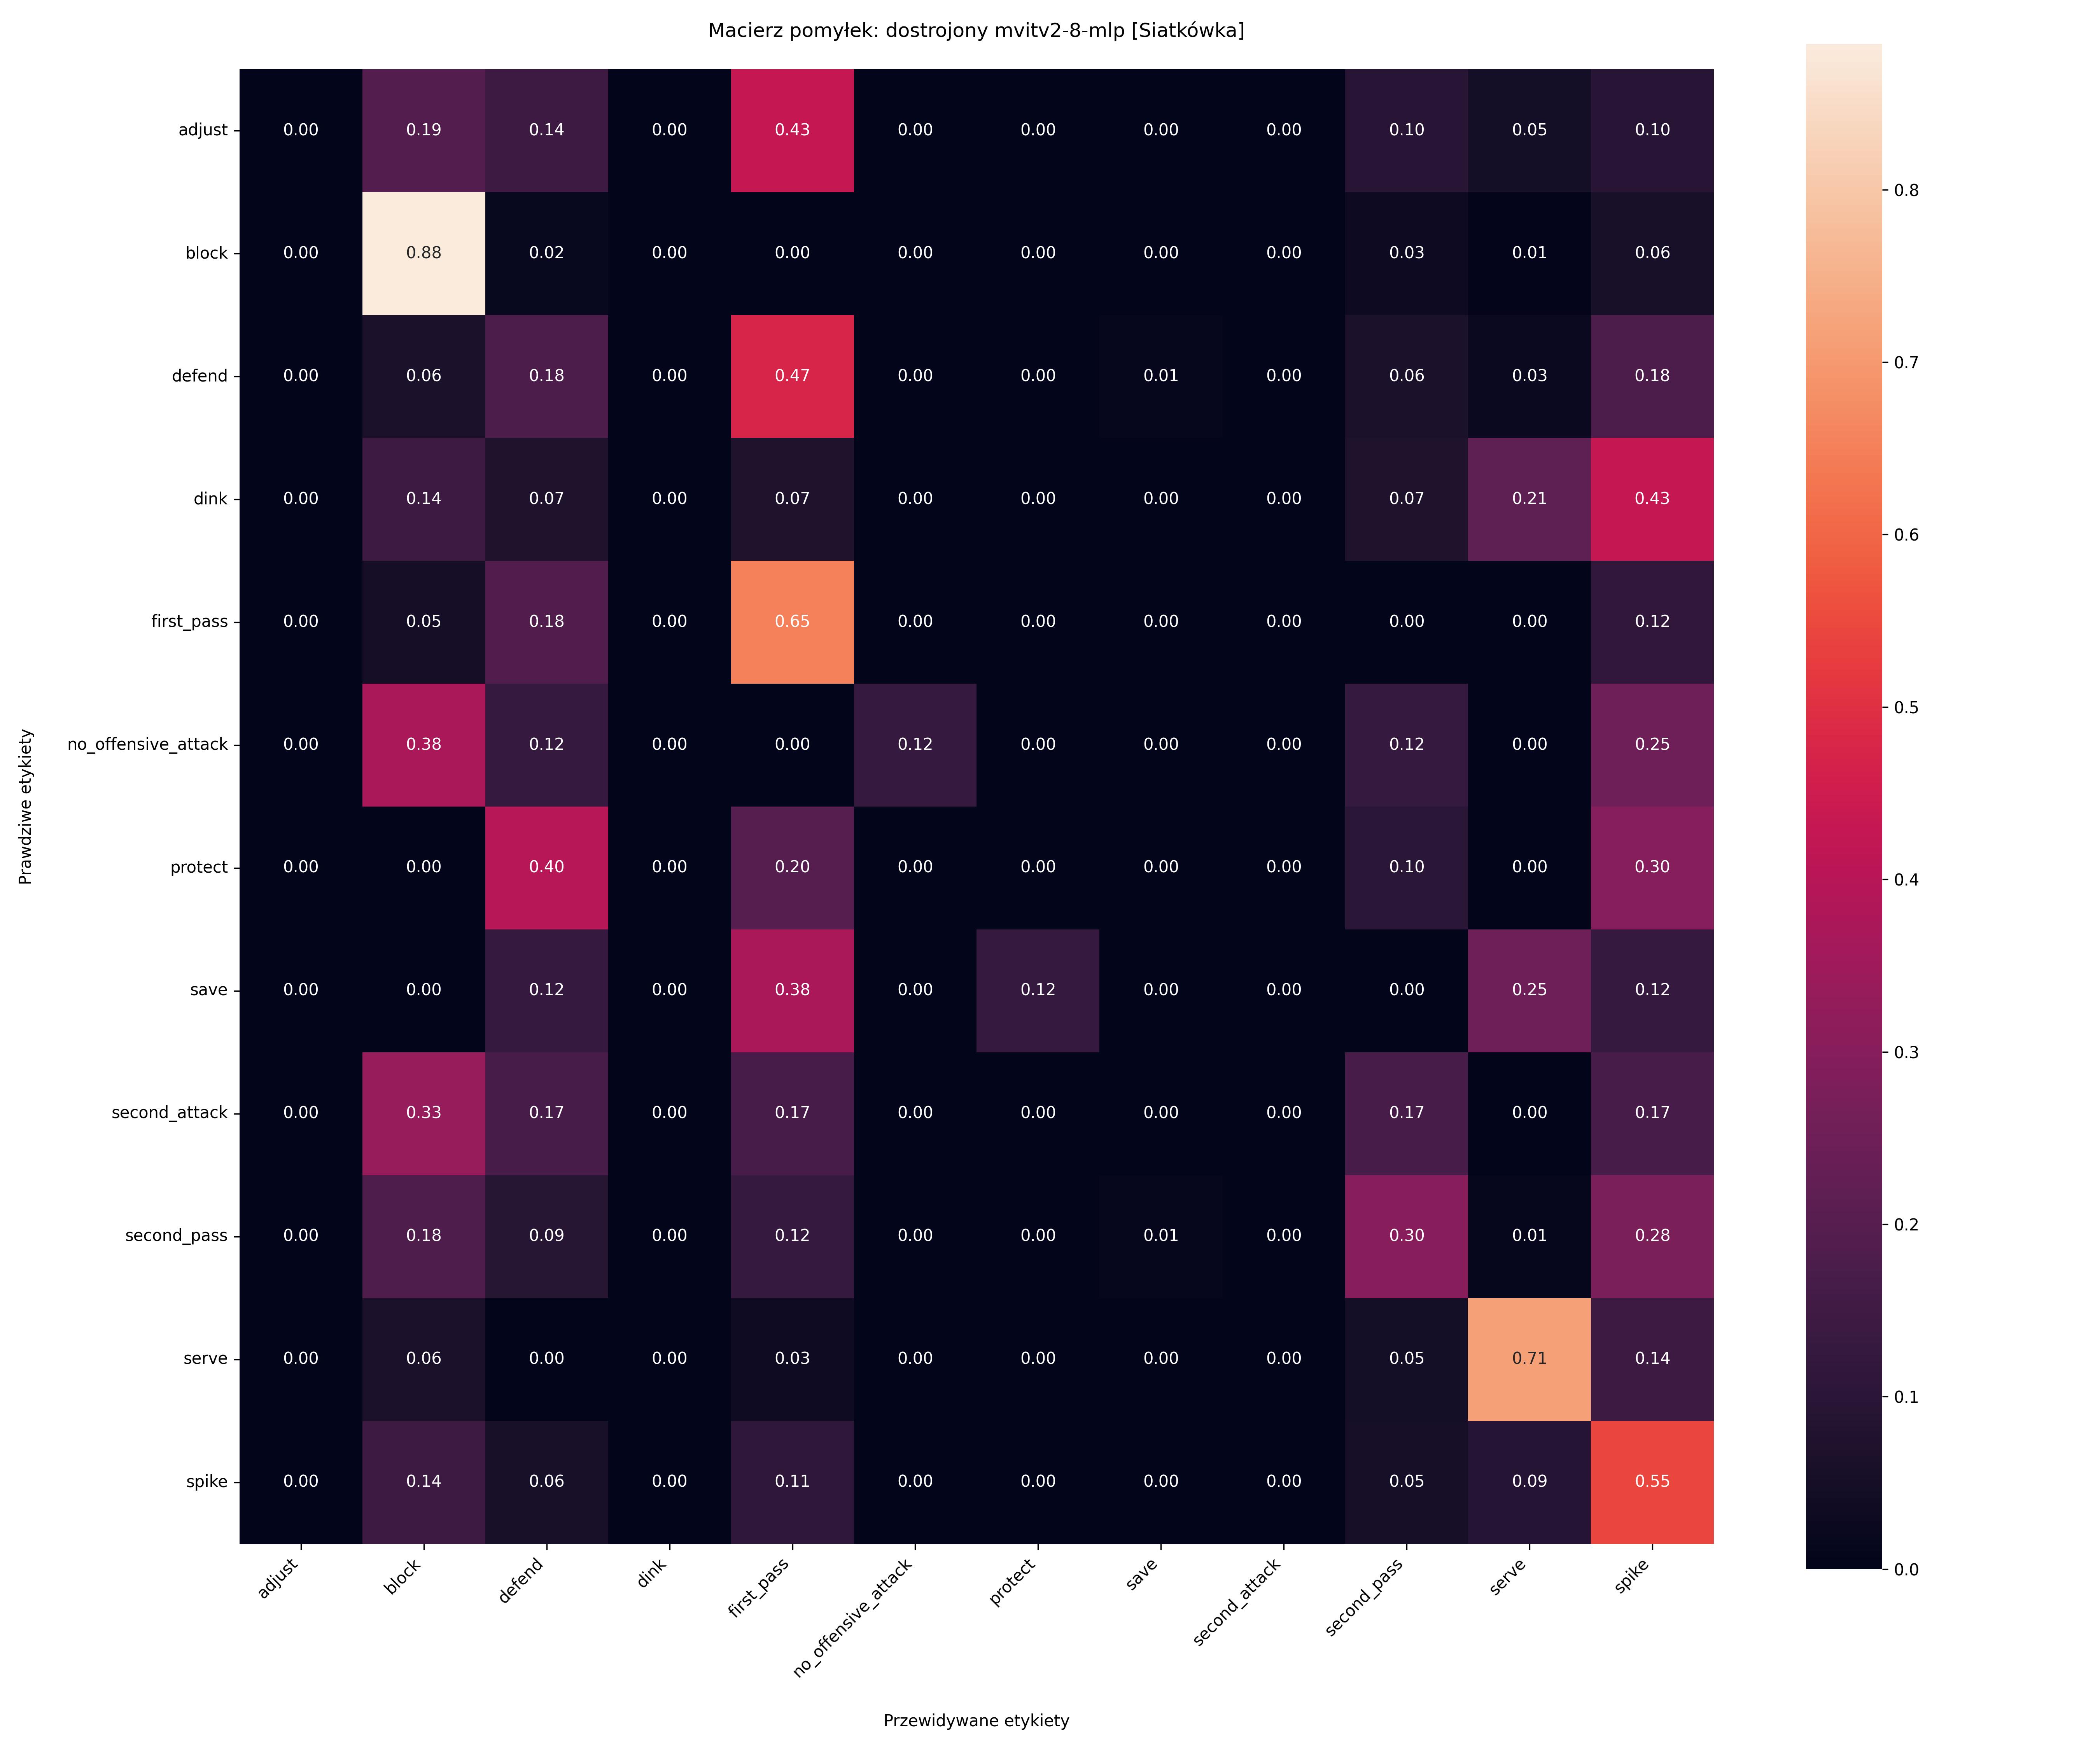 Macierz pomyłek: dostrojony mvitv2-8-mlp [Siatkówka]
adjust 0.00 0.19 0.14 0.00 0.43 0.00 0.00 0.00 0.00 0.10 0.05 0.10
block 0.00 0.88 0.02 0.00 0.00 0.00 0.00 0.00 0.00 0.03 0.01 0.06
defend 0.00 0.06 0.18 0.00 0.47 0.00 0.00 0.01 0.00 0.06 0.03 0.18
dink 0.00 0.14 0.07 0.00 0.07 0.00 0.00 0.00 0.00 0.07 0.21 0.43
first_pass 0.00 0.05 0.18 0.00 0.65 0.00 0.00 0.00 0.00 0.00 0.00 0.12
no_offensive_attack 0.00 0.38 0.12 0.00 0.00 0.12 0.00 0.00 0.00 0.12 0.00 0.25
protect 0.00 0.00 0.40 0.00 0.20 0.00 0.00 0.00 0.00 0.10 0.00 0.30
save 0.00 0.00 0.12 0.00 0.38 0.00 0.12 0.00 0.00 0.00 0.25 0.12
second_attack 0.00 0.33 0.17 0.00 0.17 0.00 0.00 0.00 0.00 0.17 0.00 0.17
second_pass 0.00 0.18 0.09 0.00 0.12 0.00 0.00 0.01 0.00 0.30 0.01 0.28
serve 0.00 0.06 0.00 0.00 0.03 0.00 0.00 0.00 0.00 0.05 0.71 0.14
spike 0.00 0.14 0.06 0.00 0.11 0.00 0.00 0.00 0.00 0.05 0.09 0.55
adjust block defend dink first_pass no_offensive_attack protect save second_attack second_pass serve spike
Przewidywane etykiety
Prawdziwe etykiety
0.8
0.7
0.6
0.5
0.4
0.3
0.2
0.1
0.0